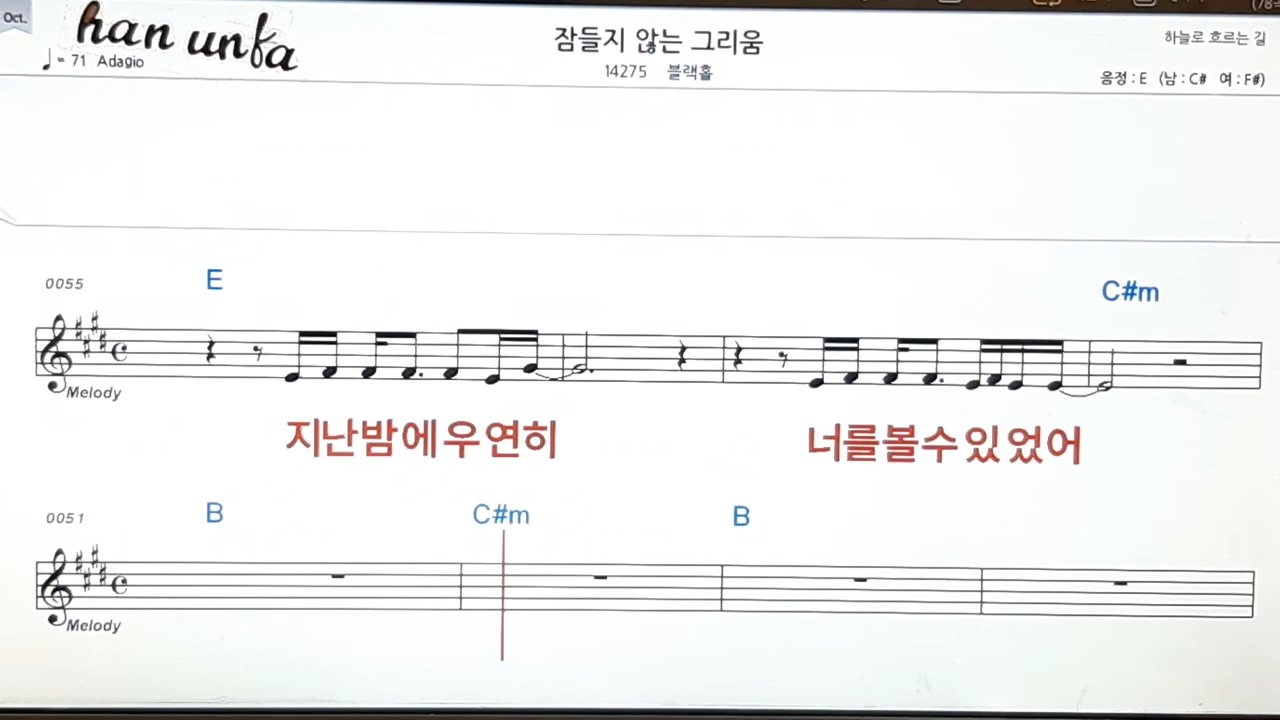 Oct.
han unfa
잠들지 않는 그리움
하늘로 흐르는 길
♩= 71 Adagio
14275 블랙홀
음정 : E (남 : C# 여 : F#)
0055
E
C#m
Melody
지난밤에우연히 너를볼수있었어
0051
B C#m B
Melody